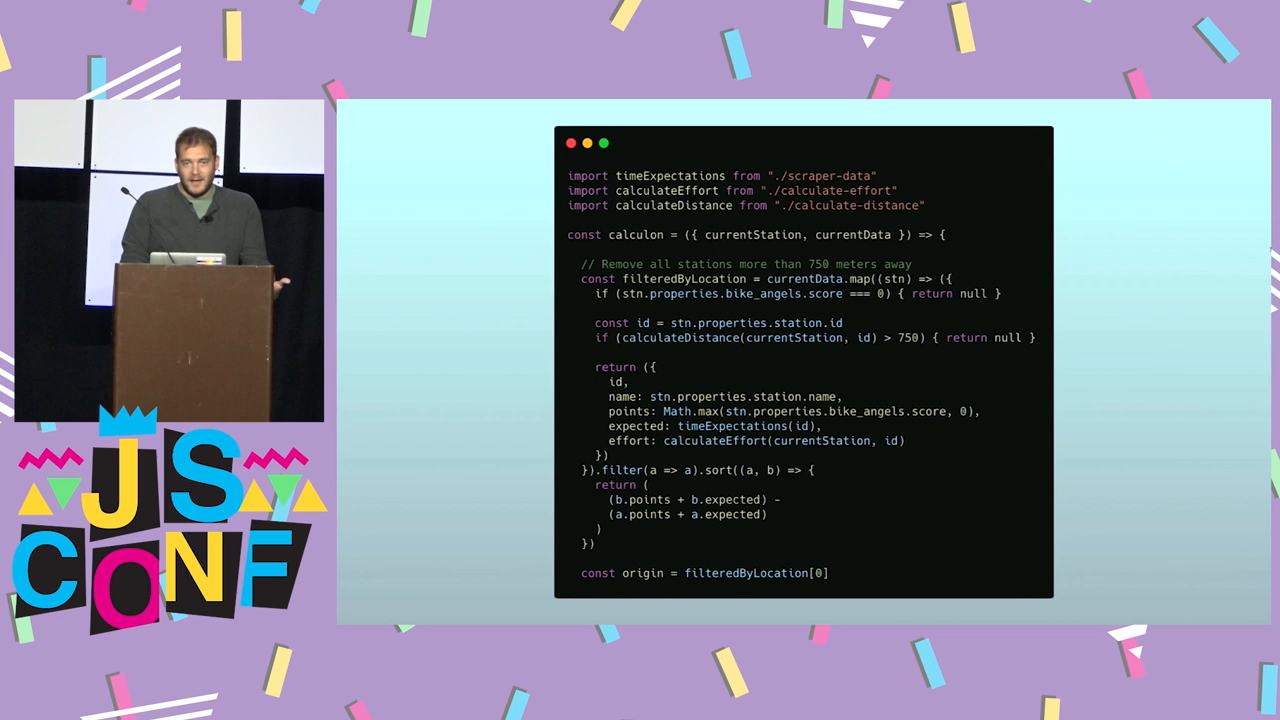 import timeExpectations from "./scraper-data"
import calculateEffort from "./calculate-effort"
import calculateDistance from "./calculate-distance"

const calculon = ({ currentStation, currentData }) => {

  // Remove all stations more than 750 meters away
  const filteredByLocation = currentData.map((stn) => ({
    if (stn.properties.bike_angels.score === 0) { return null }

    const id = stn.properties.station.id
    if (calculateDistance(currentStation, id) > 750) { return null }

    return ({
      id,
      name: stn.properties.station.name,
      points: Math.max(stn.properties.bike_angels.score, 0),
      expected: timeExpectations(id),
      effort: calculateEffort(currentStation, id)
    })
  }).filter(a => a).sort((a, b) => {
    return (
      (b.points + b.expected) -
      (a.points + a.expected)
    )
  })

  const origin = filteredByLocation[0]
JS
CONF